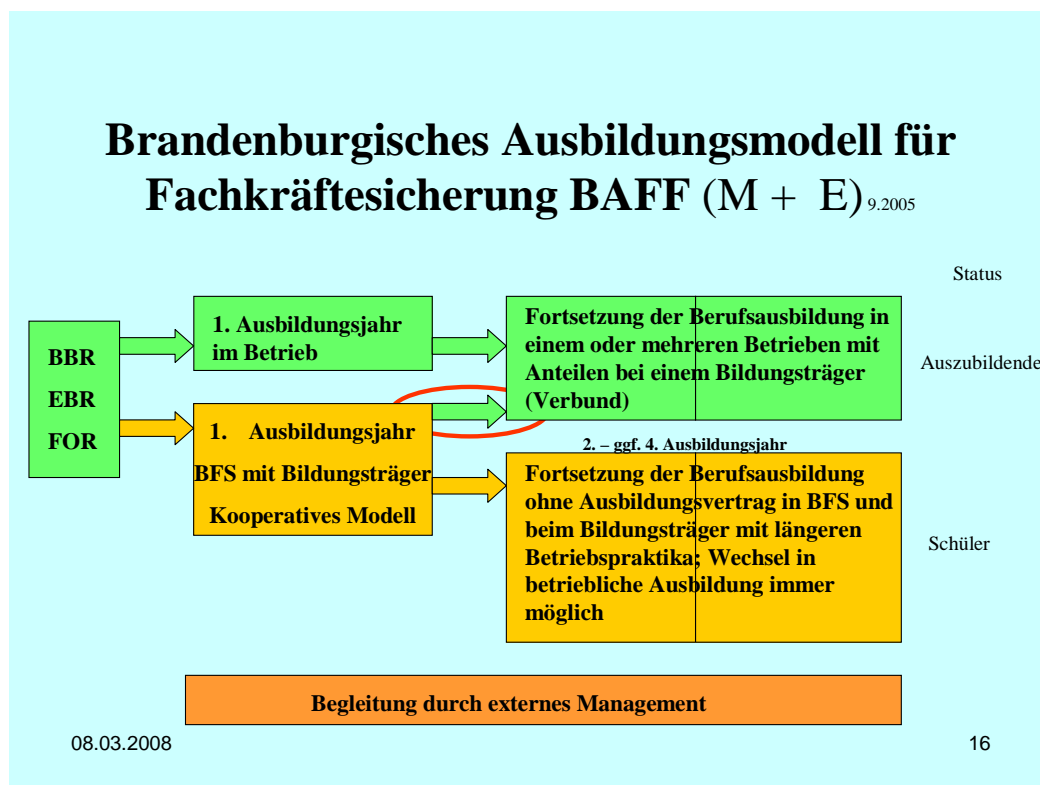 Brandenburgisches Ausbildungsmodell für
Fachkräftesicherung BAFF (M + E) 9.2005
Status
BBR
EBR
FOR
1. Ausbildungsjahr
im Betrieb
Fortsetzung der Berufsausbildung in
einem oder mehreren Betrieben mit
Anteilen bei einem Bildungsträger
(Verbund)
Auszubildende
1. Ausbildungsjahr
BFS mit Bildungsträger
Kooperatives Modell
2. – ggf. 4. Ausbildungsjahr
Fortsetzung der Berufsausbildung
ohne Ausbildungsvertrag in BFS und
beim Bildungsträger mit längeren
Betriebspraktika; Wechsel in
betriebliche Ausbildung immer
möglich
Schüler
Begleitung durch externes Management
08.03.2008
16